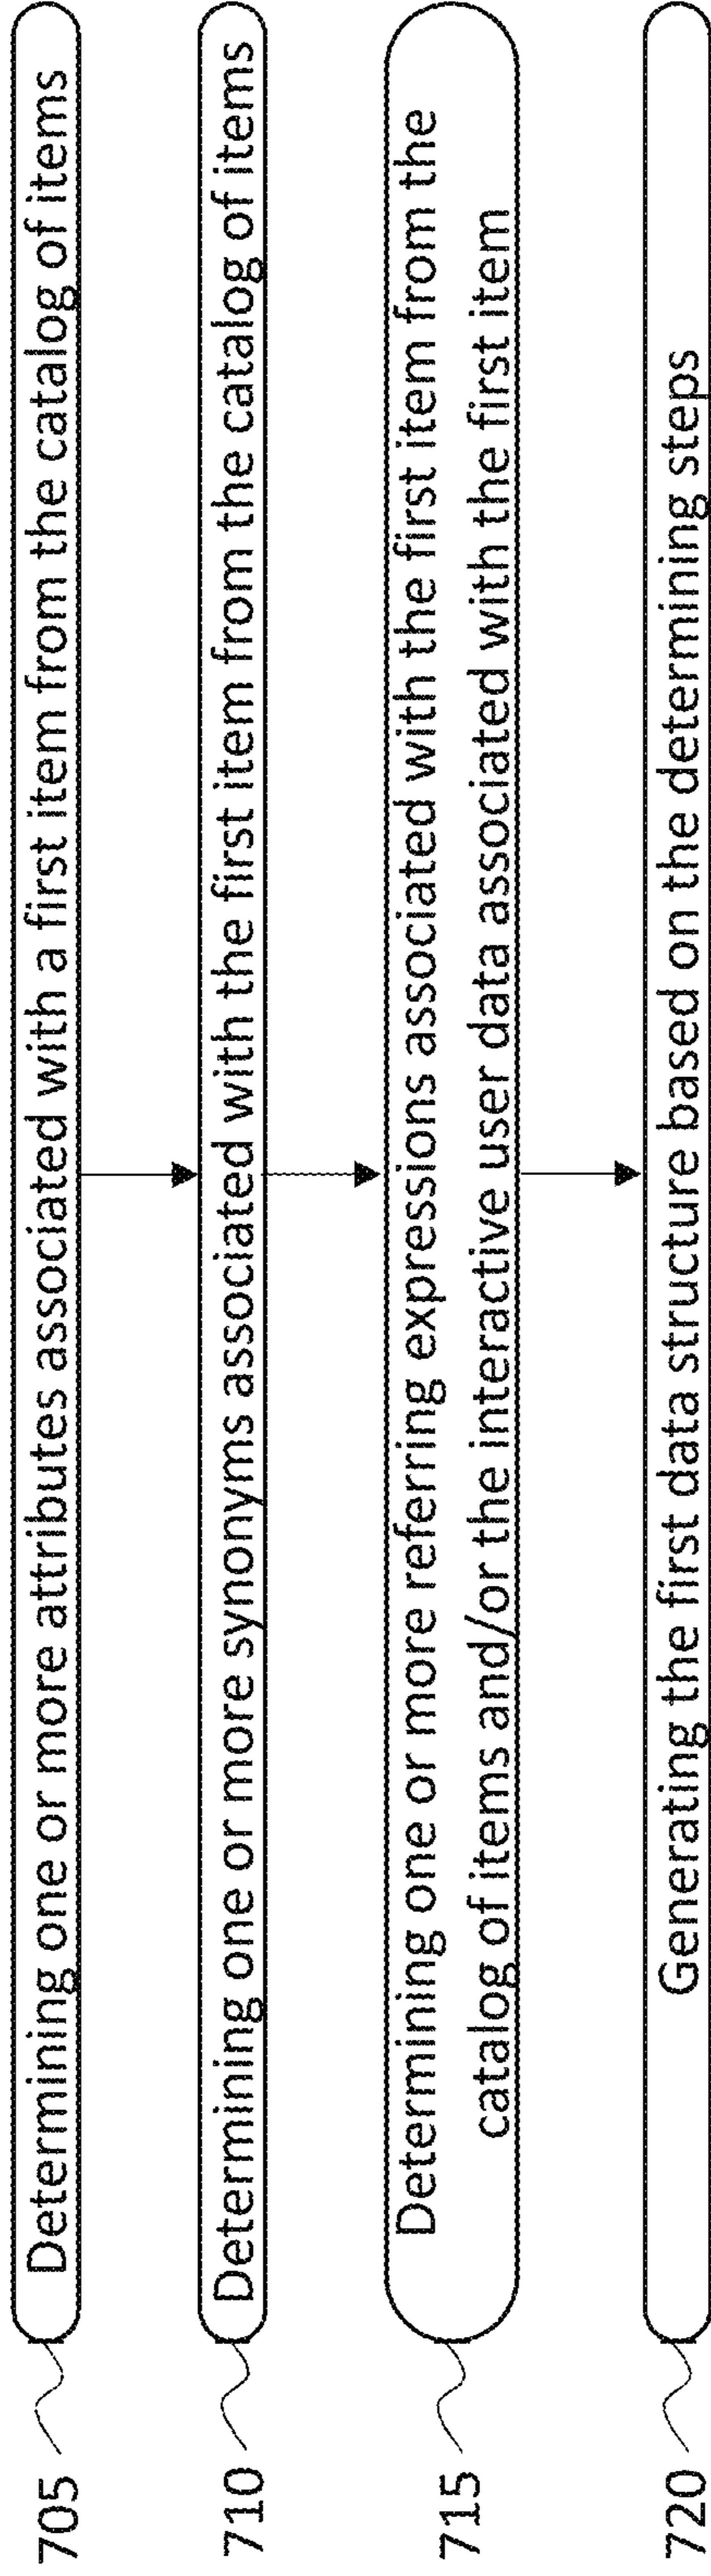 705
Determining one or more attributes associated with a first item from the catalog of items
710
Determining one or more synonyms associated with the first item from the catalog of items
715
Determining one or more referring expressions associated with the first item from the
catalog of items and/or the interactive user data associated with the first item
720
Generating the first data structure based on the determining steps